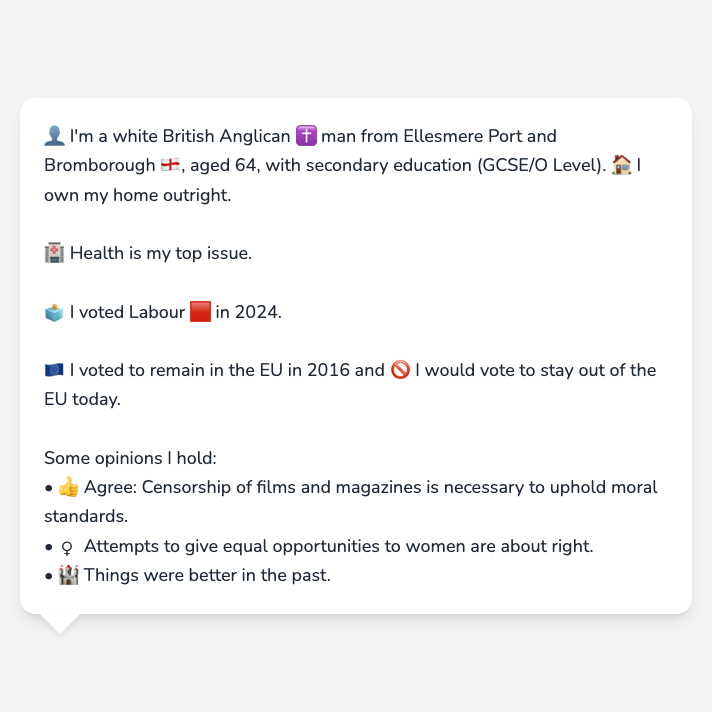 👤 I'm a white British Anglican ✝️ man from Ellesmere Port and
Bromborough 🏴󠁧󠁢󠁥󠁮󠁧󠁿, aged 64, with secondary education (GCSE/O Level). 🏠 I
own my home outright.
🏥 Health is my top issue.
🗳️ I voted Labour 🟥 in 2024.
🇪🇺 I voted to remain in the EU in 2016 and 🚫 I would vote to stay out of the
EU today.
Some opinions I hold:
• 👍 Agree: Censorship of films and magazines is necessary to uphold moral
standards.
• ♀ Attempts to give equal opportunities to women are about right.
• 🏰 Things were better in the past.